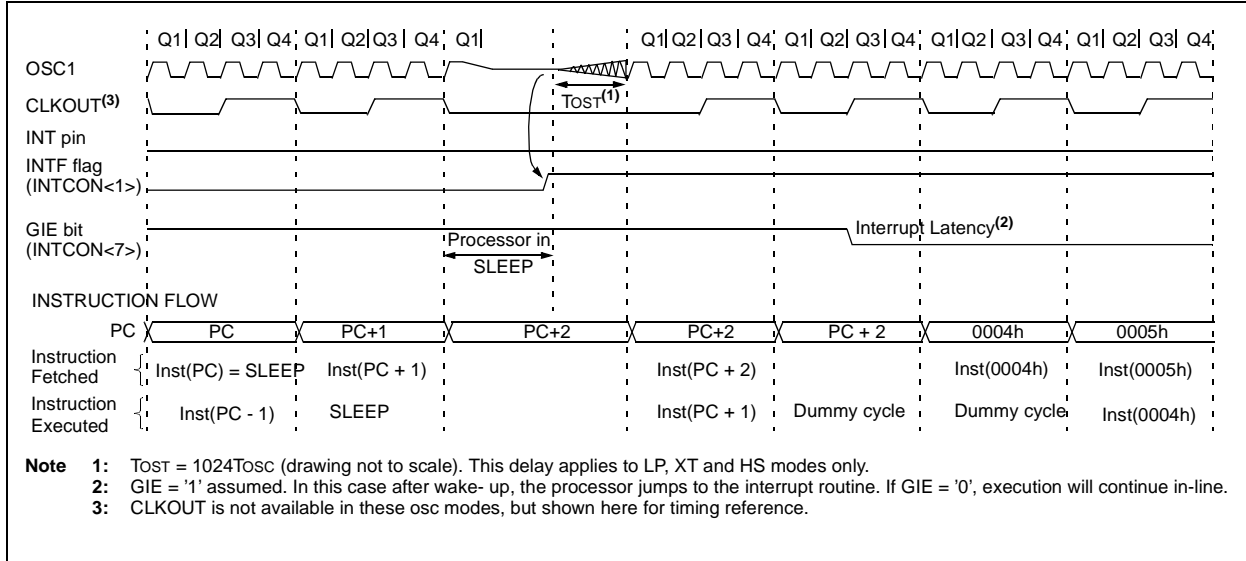 Q1 Q2 Q3 Q4 Q1 Q2 Q3 Q4 Q1 Q1 Q2 Q3 Q4 Q1 Q2 Q3 Q4 Q1 Q2 Q3 Q4 Q1 Q2 Q3 Q4
OSC1
TOST(1)
CLKOUT(3)
INT pin
INTF flag
(INTCON<1>)
GIE bit
(INTCON<7>)
Interrupt Latency(2)
Processor in
SLEEP
INSTRUCTION FLOW
PC PC PC+1 PC+2 PC+2 PC + 2 0004h 0005h
Instruction
Fetched
Inst(PC) = SLEEP Inst(PC + 1) Inst(PC + 2) Inst(0004h) Inst(0005h)
Instruction
Executed
Inst(PC - 1) SLEEP Inst(PC + 1) Dummy cycle Dummy cycle Inst(0004h)
Note 1: TOST = 1024TOSC (drawing not to scale). This delay applies to LP, XT and HS modes only.
2: GIE = '1' assumed. In this case after wake- up, the processor jumps to the interrupt routine. If GIE = '0', execution will continue in-line.
3: CLKOUT is not available in these osc modes, but shown here for timing reference.